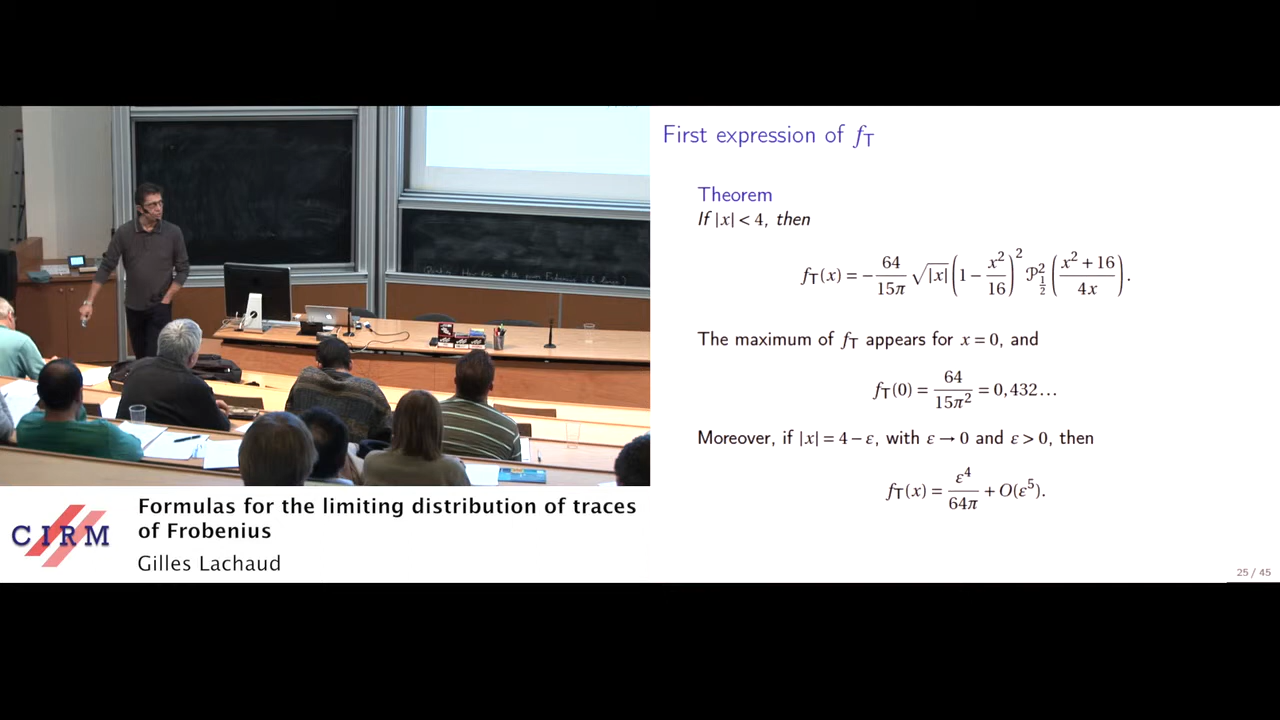 First expression of f_T
Theorem
If |x| < 4, then
f_T(x) = −64/15π √|x| (1 − x²/16)² 𝒫²_{1/2} (x² + 16/4x).
The maximum of f_T appears for x = 0, and
f_T(0) = 64/15π² = 0,432…
Moreover, if |x| = 4 − ε, with ε → 0 and ε > 0, then
f_T(x) = ε⁴/64π + O(ε⁵).
25 / 45
CIRM
Formulas for the limiting distribution of traces
of Frobenius
Gilles Lachaud